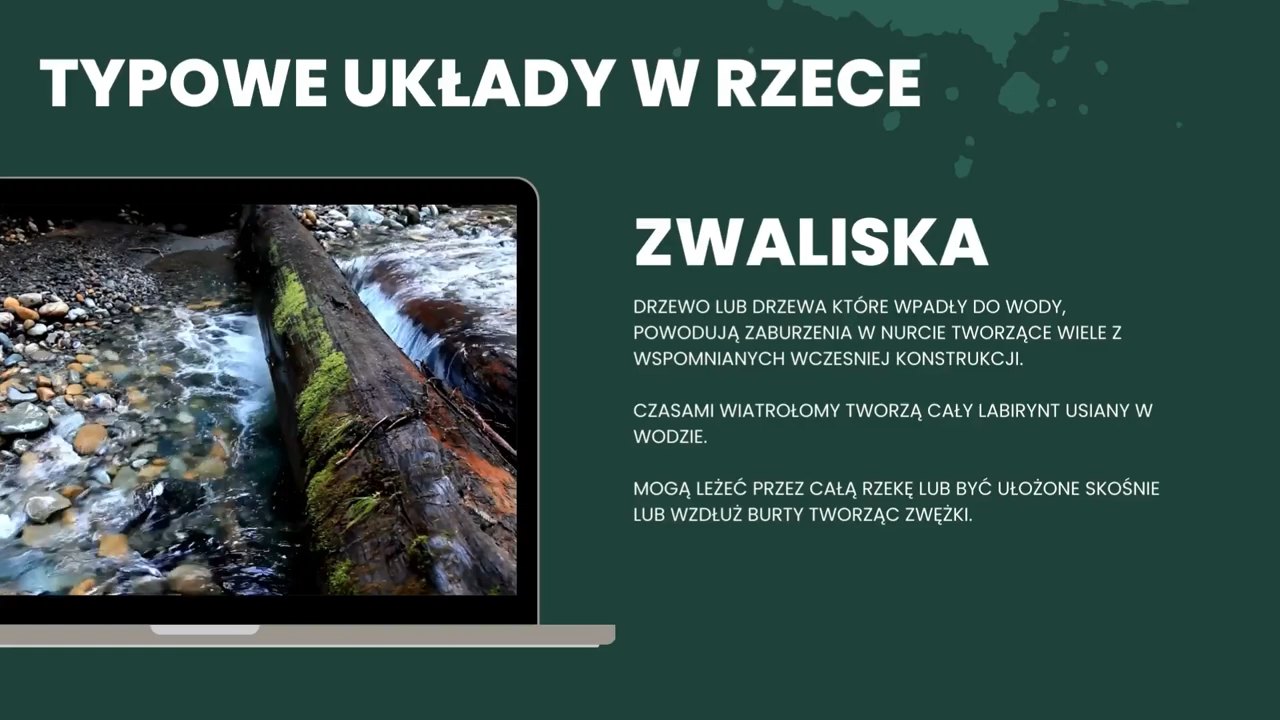 TYPOWE UKŁADY W RZECE
ZWALISKA
DRZEWO LUB DRZEWA KTÓRE WPADŁY DO WODY,
POWODUJĄ ZABURZENIA W NURCIE TWORZĄCE WIELE Z
WSPOMNIANYCH WCZESNIEJ KONSTRUKCJI.
CZASAMI WIATROŁOMY TWORZĄ CAŁY LABIRYNT USIANY W
WODZIE.
MOGĄ LEŻEĆ PRZEZ CAŁĄ RZEKĘ LUB BYĆ UŁOŻONE SKOŚNIE
LUB WZDŁUŻ BURTY TWORZĄC ZWĘŻKI.